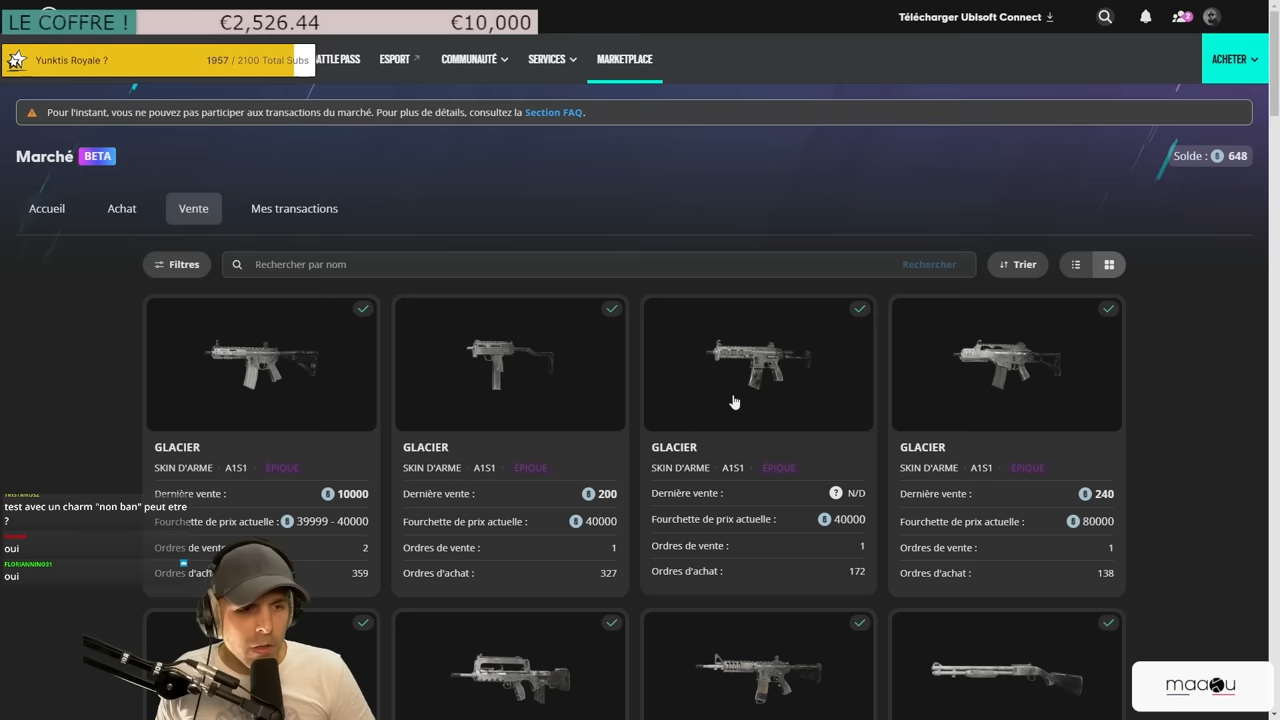 LE COFFRE ! €2,526.44 €10,000
Télécharger Ubisoft Connect
2
Yunktis Royale ? 1957 / 2100 Total Subs
ATTLE PASS ESPORT COMMUNAUTÉ SERVICES MARKETPLACE ACHETER
Pour l'instant, vous ne pouvez pas participer aux transactions du marché. Pour plus de détails, consultez la Section FAQ.
Marché BETA
Solde : 648
Accueil Achat Vente Mes transactions
Filtres Rechercher par nom Rechercher Trier
GLACIER GLACIER GLACIER GLACIER
SKIN D'ARME · A1S1 · ÉPIQUE SKIN D'ARME · A1S1 · ÉPIQUE SKIN D'ARME · A1S1 · ÉPIQUE SKIN D'ARME · A1S1 · ÉPIQUE
Dernière vente : 10000 Dernière vente : 200 Dernière vente : ? N/D Dernière vente : 240
Fourchette de prix actuelle : 39999 - 40000 Fourchette de prix actuelle : 40000 Fourchette de prix actuelle : 40000 Fourchette de prix actuelle : 80000
Ordres de vente 2 Ordres de vente : 1 Ordres de vente : 1 Ordres de vente : 1
Ordres d'ach 359 Ordres d'achat : 327 Ordres d'achat : 172 Ordres d'achat : 138
test avec un charm "non ban" peut etre
?
oui
FLORIANNINO31
oui
maaou